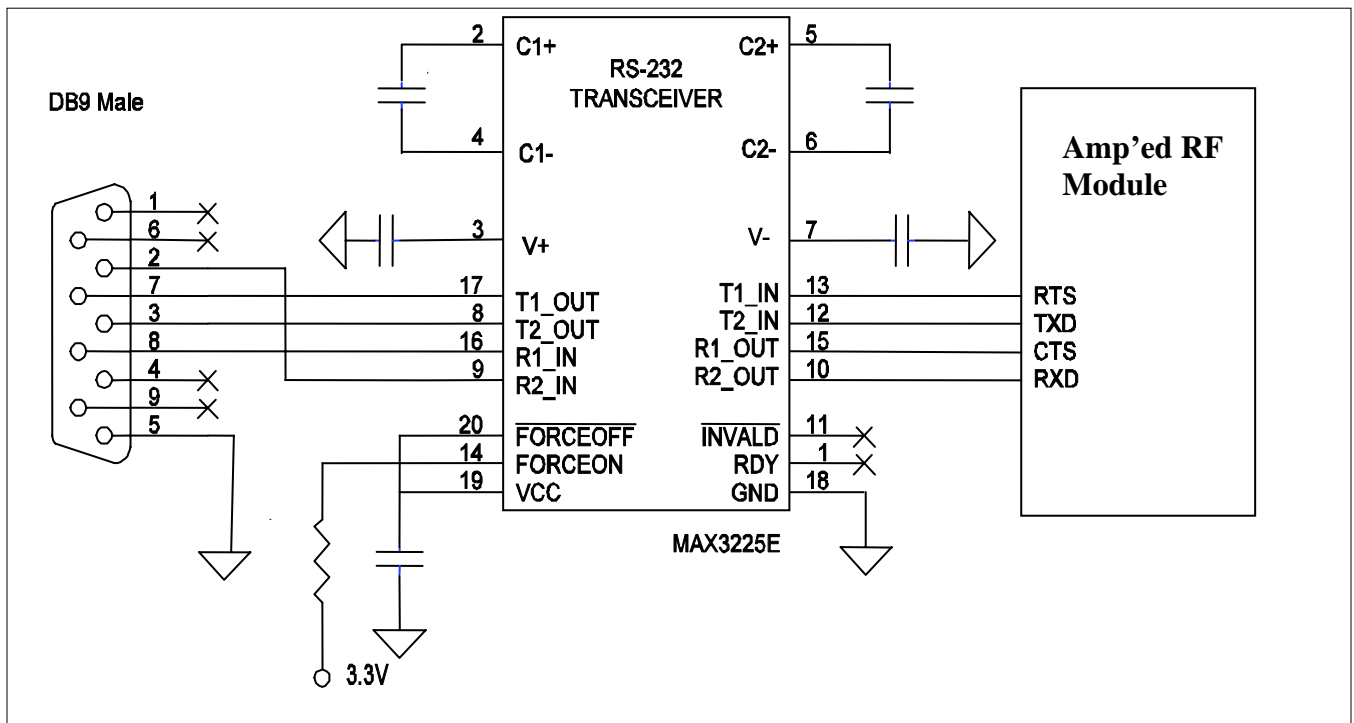 DB9 Male
1
6
2
7
3
8
4
9
5
2
4
3
17
8
16
9
20
14
19
C1+
C1-
V+
T1_OUT
T2_OUT
R1_IN
R2_IN
FORCEOFF
FORCEON
VCC
RS-232
TRANSCEIVER
C2+
C2-
V-
T1_IN
T2_IN
R1_OUT
R2_OUT
INVALD
RDY
GND
5
6
7
13
12
15
10
11
1
18
MAX3225E
3.3V
Amp'ed RF
Module
RTS
TXD
CTS
RXD